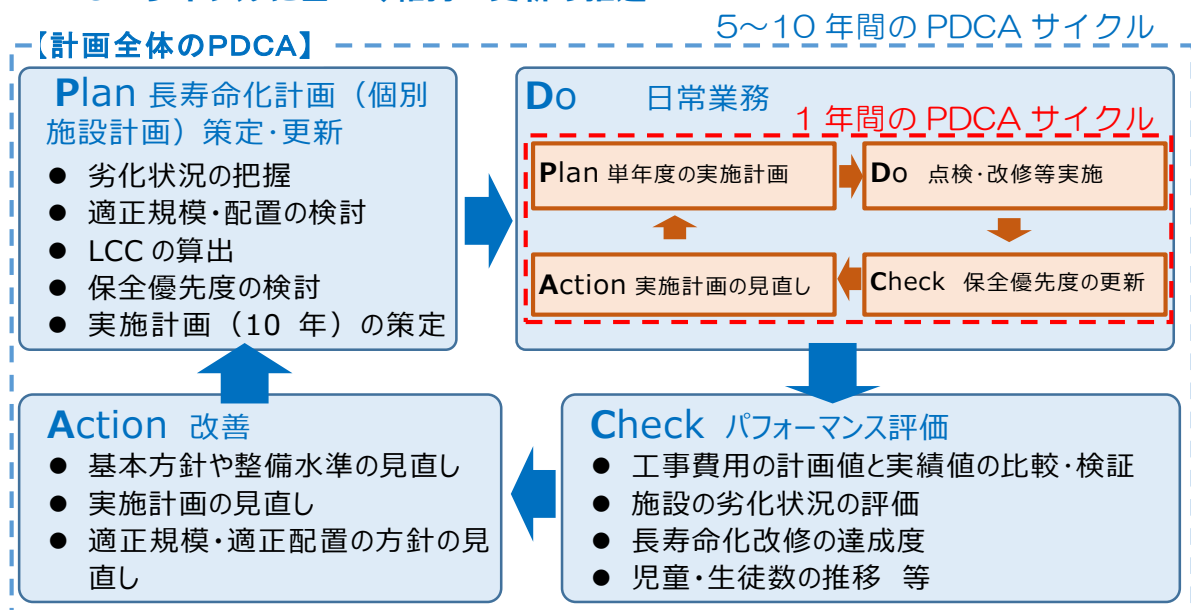 5～10 年間の PDCA サイクル
【計画全体のPDCA】
Plan 長寿命化計画（個別
施設計画）策定･更新
● 劣化状況の把握
● 適正規模･配置の検討
● LCC の算出
● 保全優先度の検討
● 実施計画（10 年）の策定
Do 日常業務
1 年間の PDCA サイクル
Plan 単年度の実施計画
Do 点検･改修等実施
Action 実施計画の見直し
Check 保全優先度の更新
Action 改善
● 基本方針や整備水準の見直し
● 実施計画の見直し
● 適正規模･適正配置の方針の見
直し
Check パフォーマンス評価
● 工事費用の計画値と実績値の比較･検証
● 施設の劣化状況の評価
● 長寿命化改修の達成度
● 児童･生徒数の推移 等